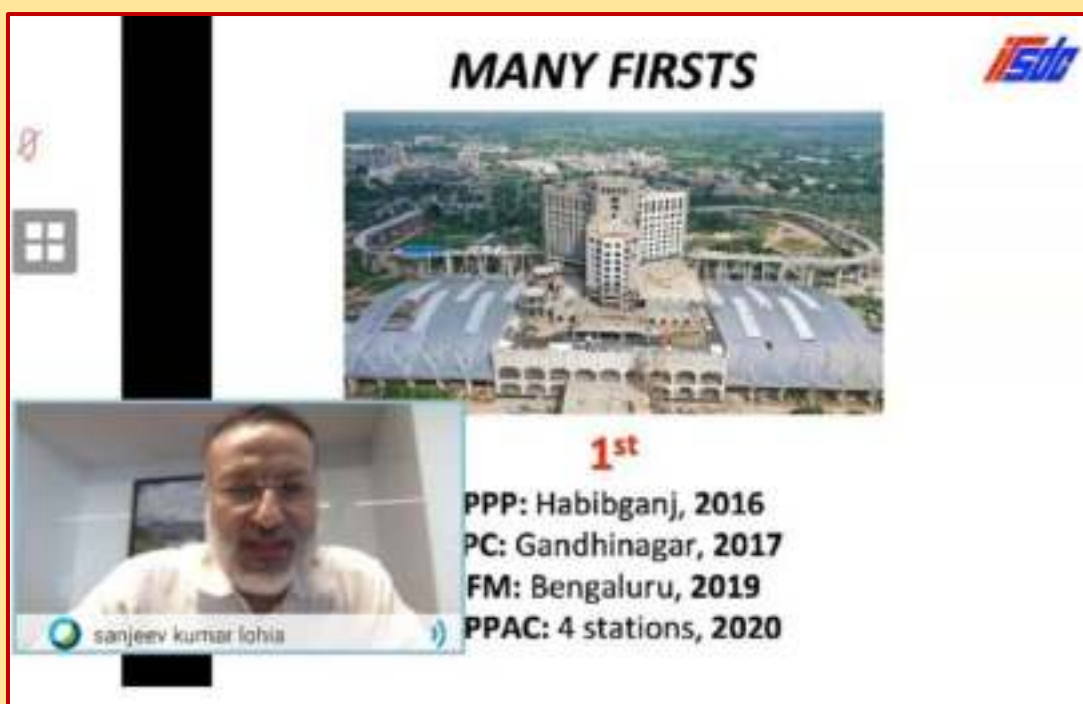 MANY FIRSTS
irsdc
1st
PPP: Habibganj, 2016
PC: Gandhinagar, 2017
FM: Bengaluru, 2019
PPAC: 4 stations, 2020
sanjeev kumar lohia